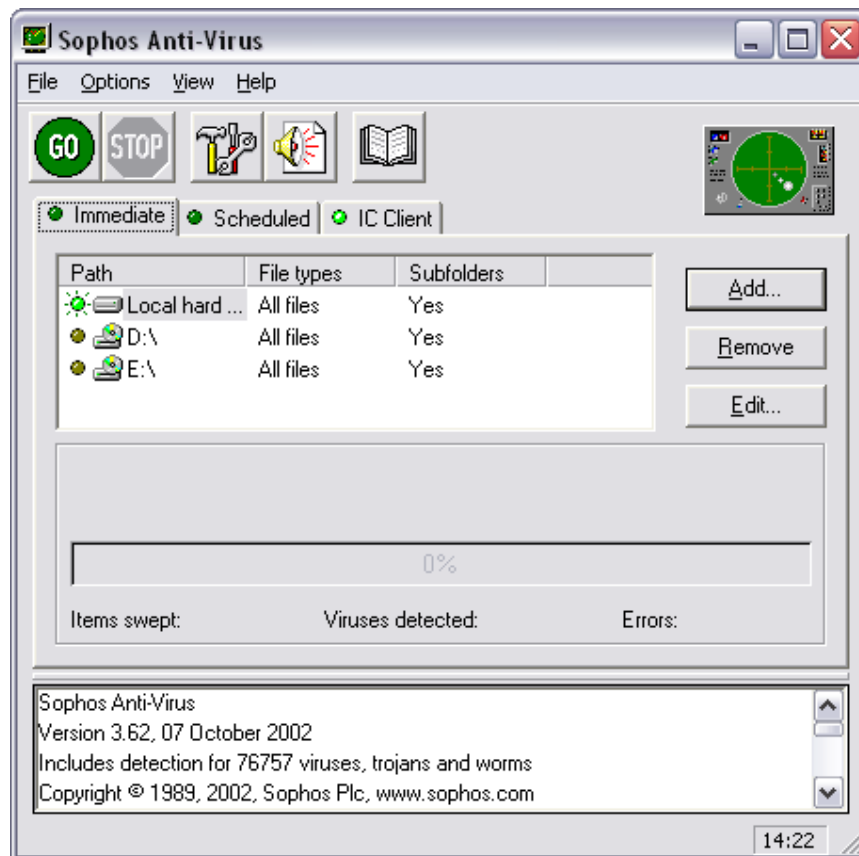 Sophos Anti-Virus
File Options View Help
GO STOP
Immediate Scheduled IC Client
Path File types Subfolders
Local hard ... All files Yes
D:\ All files Yes
E:\ All files Yes
Add...
Remove
Edit...
0%
Items swept: Viruses detected: Errors:
Sophos Anti-Virus
Version 3.62, 07 October 2002
Includes detection for 76757 viruses, trojans and worms
Copyright © 1989, 2002, Sophos Plc, www.sophos.com
14:22